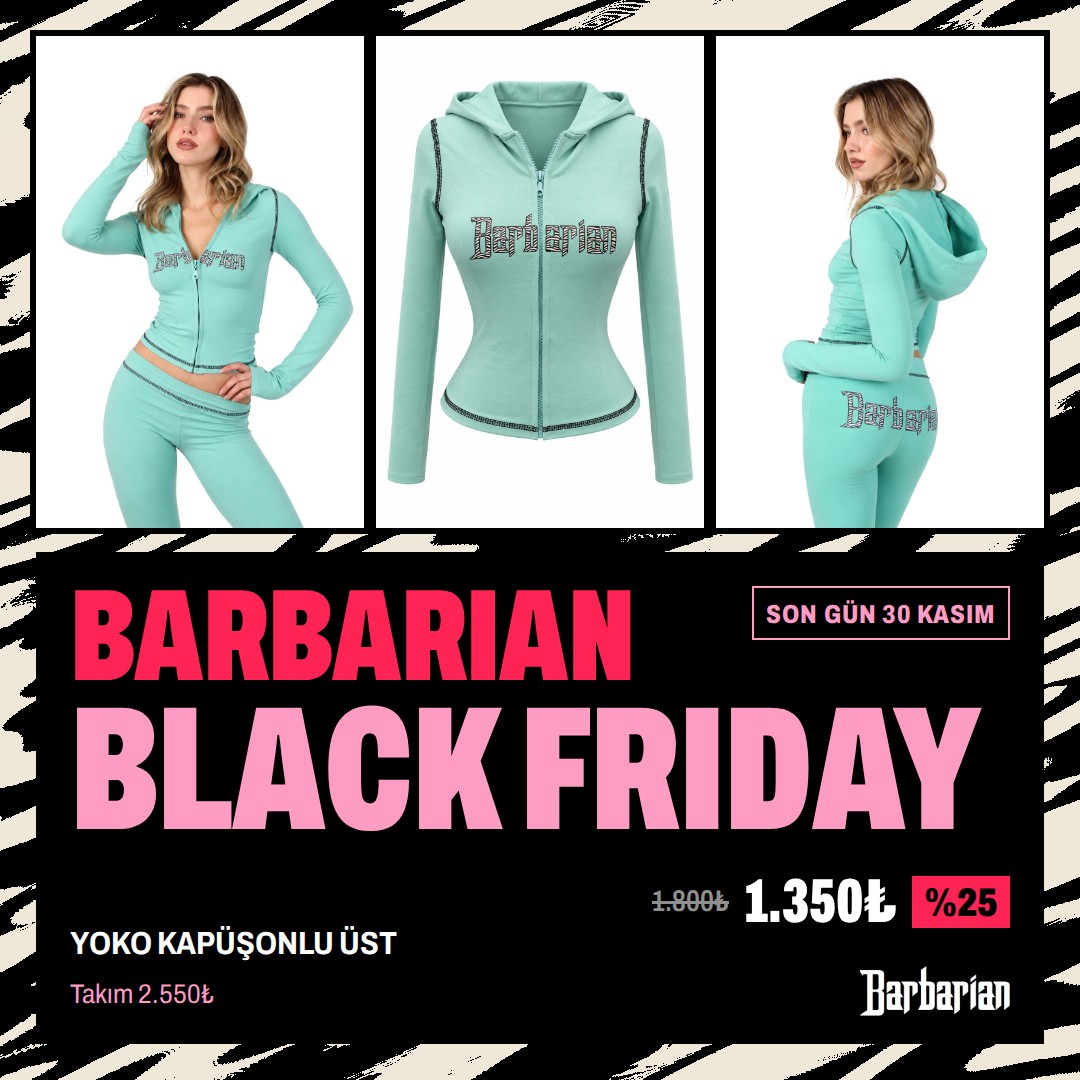 Barbarian
Barbarian
Barbarian
BARBARIAN
SON GÜN 30 KASIM
BLACK FRIDAY
1.800₺ 1.350₺ %25
YOKO KAPÜŞONLU ÜST
Takım 2.550₺
Barbarian